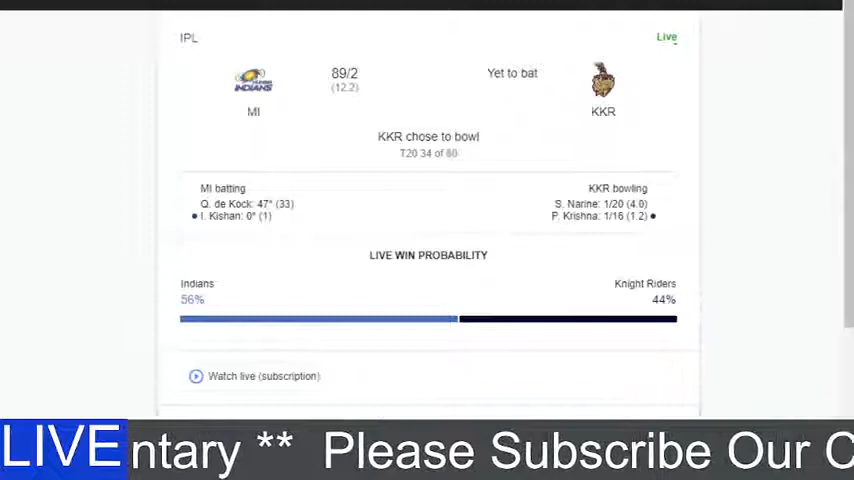 IPL
Live
INDIANS
MI
89/2
(12.2)
Yet to bat
KKR
KKR chose to bowl
T20 34 of 60
MI batting
Q. de Kock: 47* (33)
I. Kishan: 0* (1)
KKR bowling
S. Narine: 1/20 (4.0)
P. Krishna: 1/16 (1.2)
LIVE WIN PROBABILITY
Indians
56%
Knight Riders
44%
Watch live (subscription)
LIVE
ntary ** Please Subscribe Our C